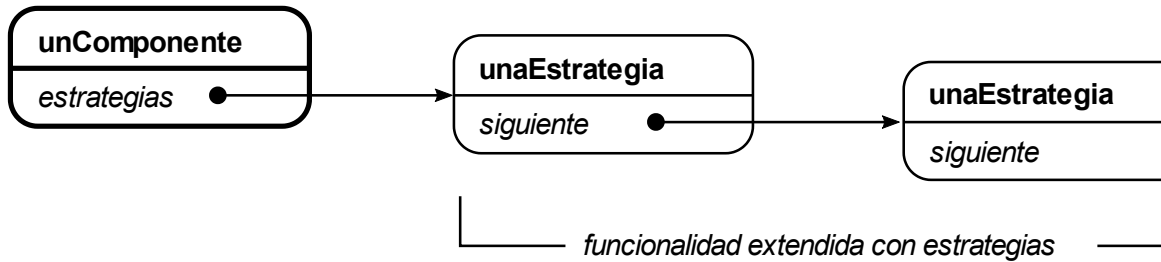 unComponente
estrategias
unaEstrategia
siguiente
unaEstrategia
siguiente
funcionalidad extendida con estrategias